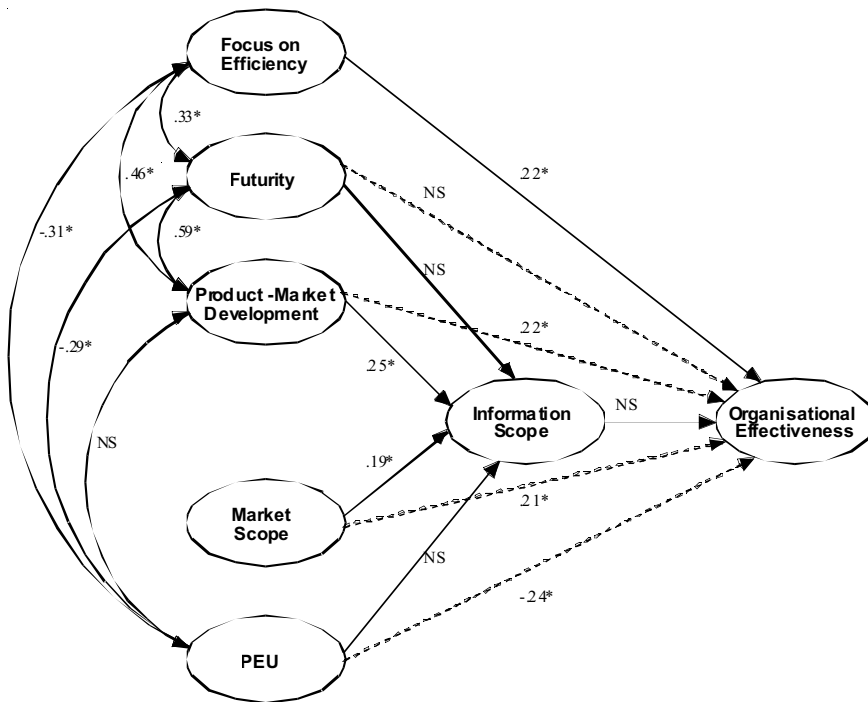 Focus on
Efficiency
.33*
Futurity
.46*
.22*
NS
-.31*
.59*
NS
Product -Market
Development
-.29*
.22*
.25*
Information
Scope
NS
Organisational
Effectiveness
NS
.19*
.21*
Market
Scope
NS
-.24*
PEU